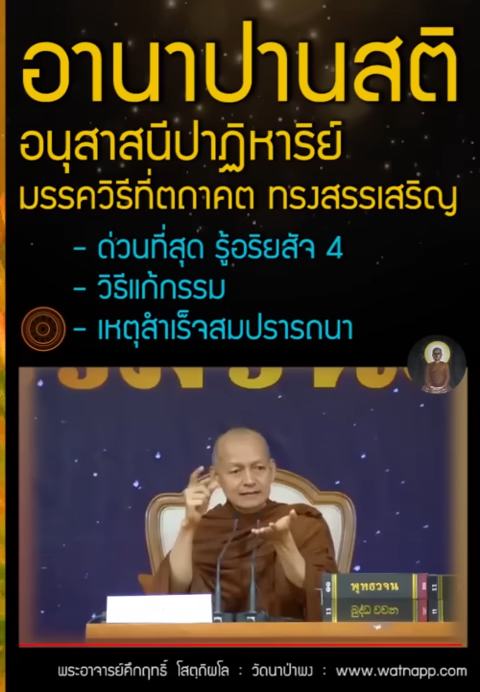 อานาปานสติ
อนุสาสนีปาฏิหาริย์
มรรควิธีที่ตถาคต ทรงสรรเสริญ
- ด่วนที่สุด รู้อริยสัจ 4
- วิธีแก้กรรม
- เหตุสำเร็จสมปรารถนา
พุทธวจน
พระอาจารย์คึกฤทธิ์ โสตฺถิผโล : วัดนาป่าพง : www.watnapp.com